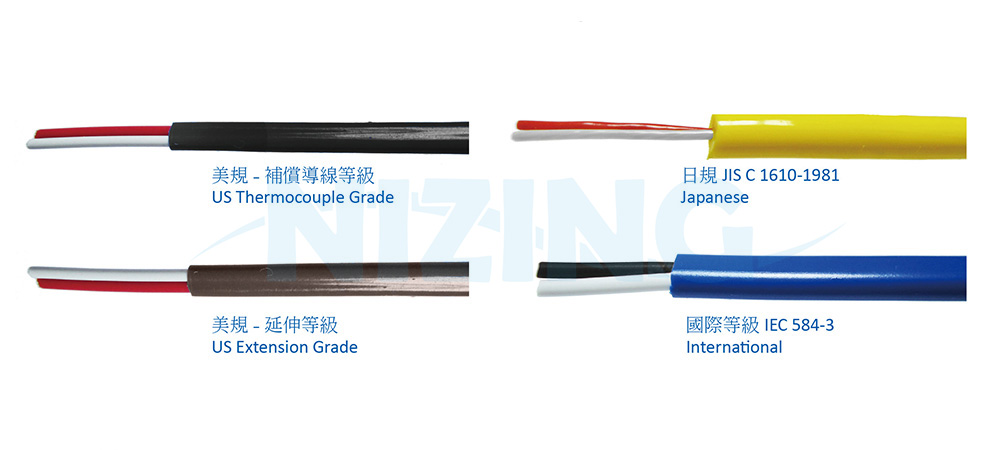 美規 - 補償導線等級
US Thermocouple Grade
日規 JIS C 1610-1981
Japanese
NIZING
美規 - 延伸等級
US Extension Grade
國際等級 IEC 584-3
International